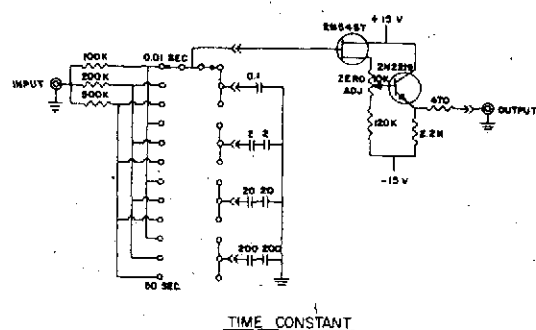 2N5457
+15 V
100K
0.01 SEC
INPUT
200K
500K
0.1
2N2219
ZERO
ADJ
10K
470
OUTPUT
120K
2.2K
2 2
-15 V
20 20
200 200
50 SEC.
TIME CONSTANT